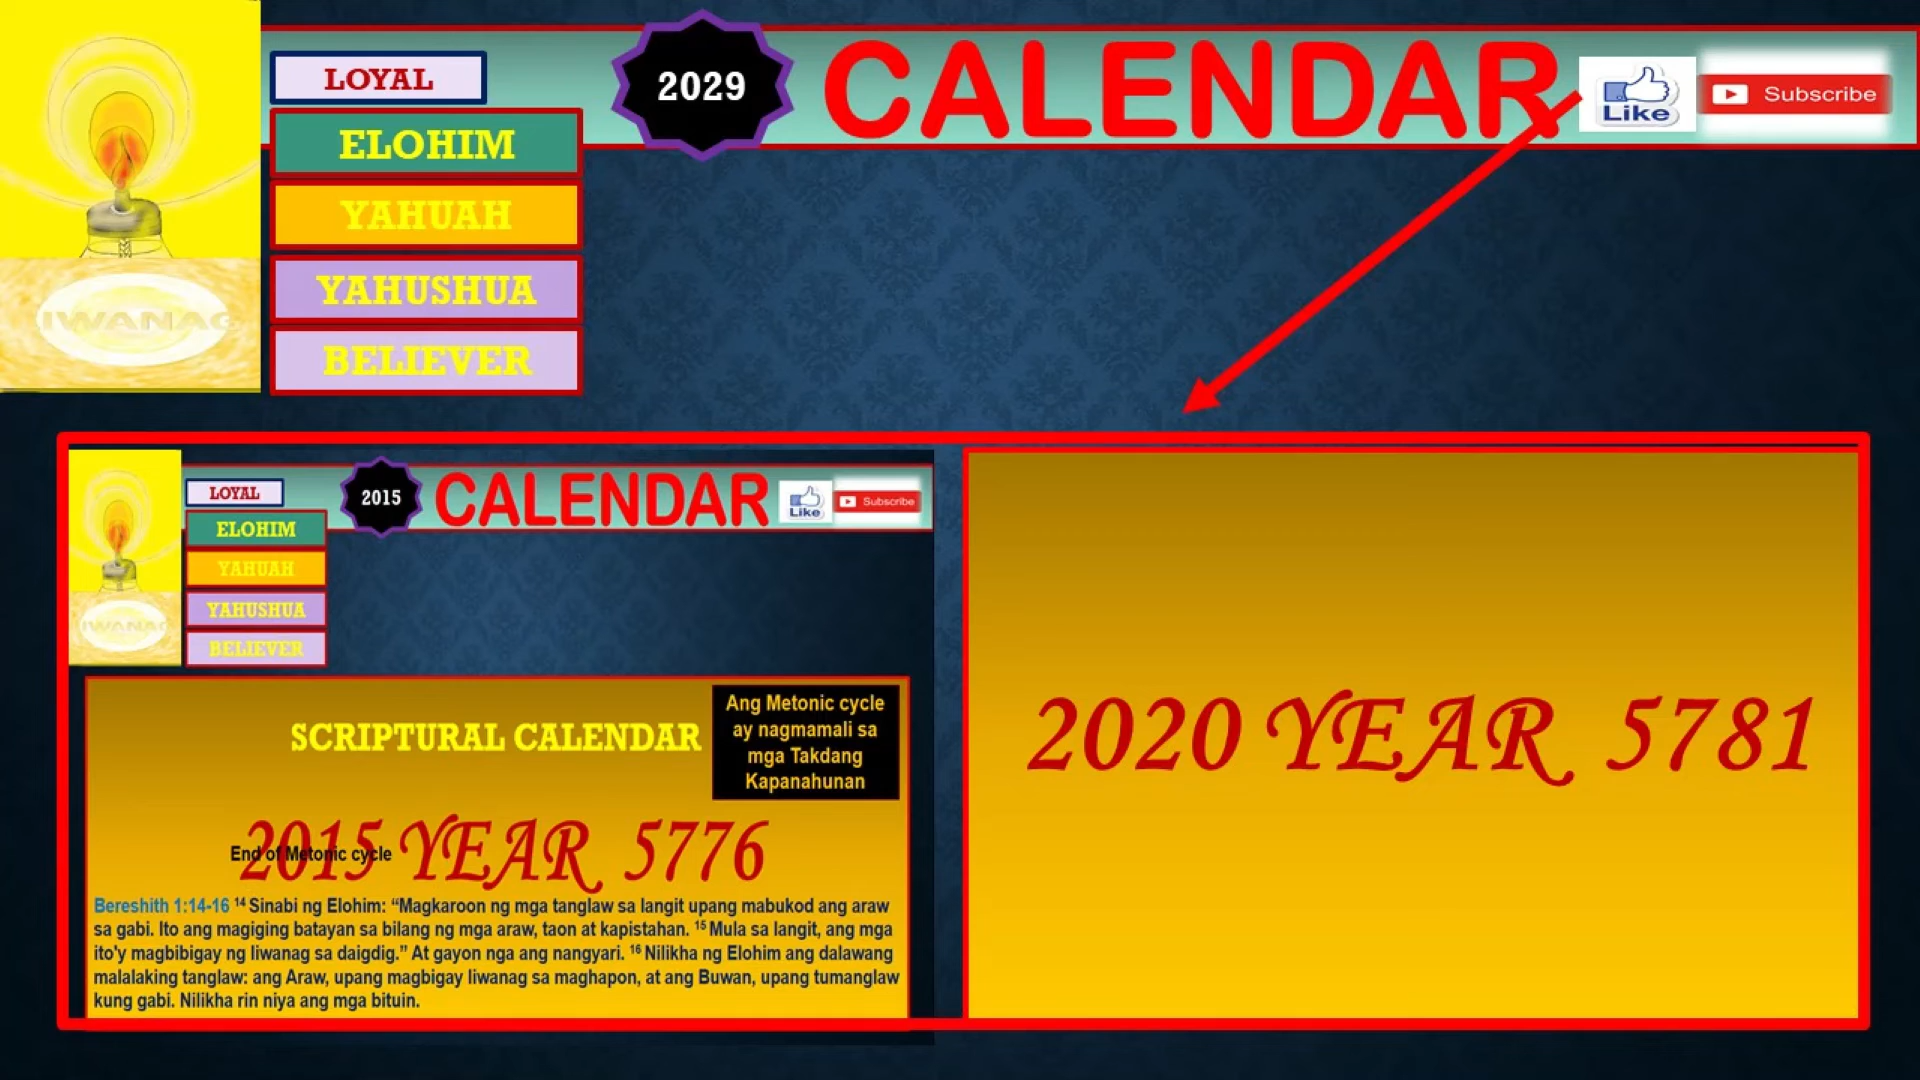 LOYAL
ELOHIM
YAHUAH
YAHUSHUA
BELIEVER
2029
CALENDAR
Like
Subscribe
IWANAG
LOYAL
ELOHIM
YAHUAH
YAHUSHUA
BELIEVER
2015
CALENDAR
Like
Subscribe
IWANAG
SCRIPTURAL CALENDAR
Ang Metonic cycle
ay nagmamali sa
mga Takdang
Kapanahunan
2015 YEAR 5776
End of Metonic cycle
Bereshith 1:14-16 14 Sinabi ng Elohim: “Magkaroon ng mga tanglaw sa langit upang mabukod ang araw
sa gabi. Ito ang magiging batayan sa bilang ng mga araw, taon at kapistahan. 15 Mula sa langit, ang mga
ito'y magbibigay ng liwanag sa daigdig.” At gayon nga ang nangyari. 16 Nilikha ng Elohim ang dalawang
malalaking tanglaw: ang Araw, upang magbigay liwanag sa maghapon, at ang Buwan, upang tumanglaw
kung gabi. Nilikha rin niya ang mga bituin.
2020 YEAR 5781